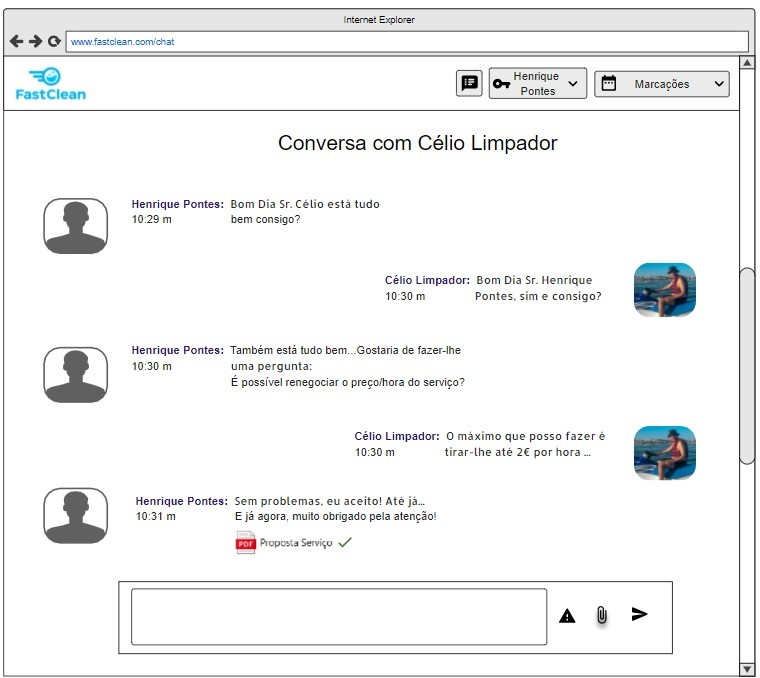 Internet Explorer
www.fastclean.com/chat
FastClean
Henrique
Pontes
Marcações
Conversa com Célio Limpador
Henrique Pontes: Bom Dia Sr. Célio está tudo
10:29 m bem consigo?
Célio Limpador: Bom Dia Sr. Henrique
10:30 m Pontes, sim e consigo?
Henrique Pontes: Também está tudo bem...Gostaria de fazer-lhe
10:30 m uma pergunta:
É possível renegociar o preço/hora do serviço?
Célio Limpador: O máximo que posso fazer é
10:30 m tirar-lhe até 2€ por hora ...
Henrique Pontes: Sem problemas, eu aceito! Até já...
10:31 m E já agora, muito obrigado pela atenção!
PDF Proposta Serviço